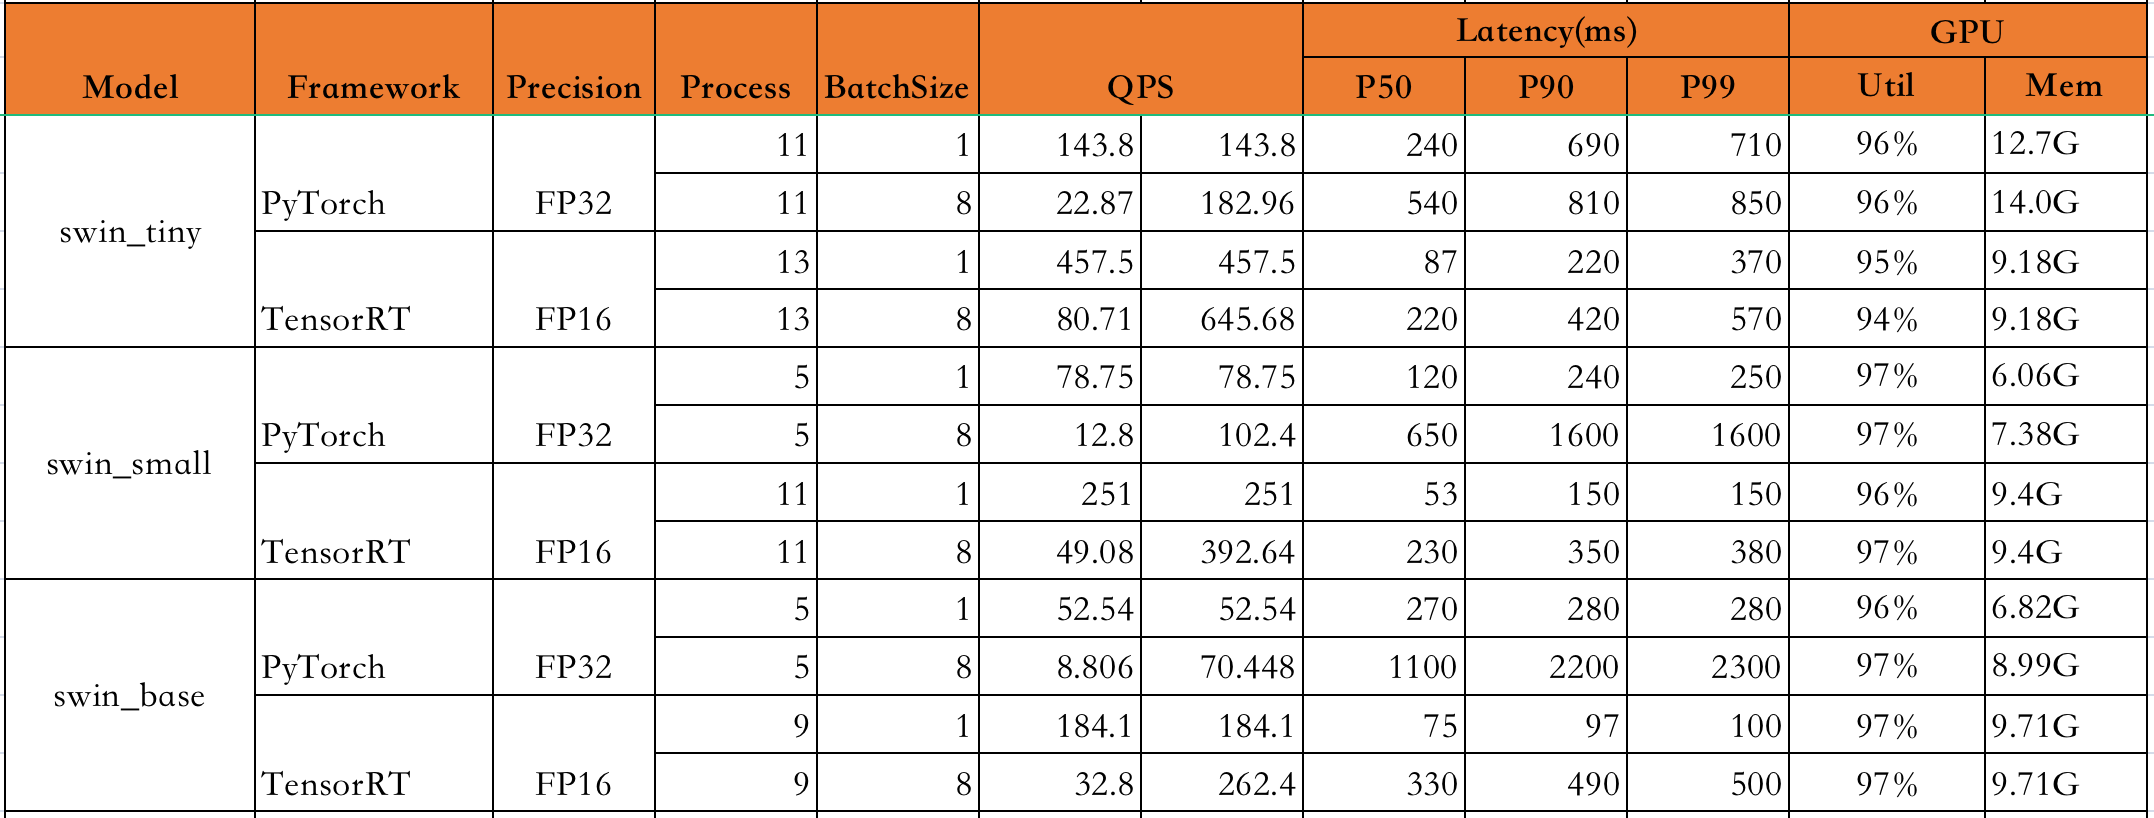 Latency(ms) GPU
Model Framework Precision Process BatchSize QPS P50 P90 P99 Util Mem
11 1 143.8 143.8 240 690 710 96% 12.7G
PyTorch FP32 11 8 22.87 182.96 540 810 850 96% 14.0G
swin_tiny
13 1 457.5 457.5 87 220 370 95% 9.18G
TensorRT FP16 13 8 80.71 645.68 220 420 570 94% 9.18G
5 1 78.75 78.75 120 240 250 97% 6.06G
PyTorch FP32 5 8 12.8 102.4 650 1600 1600 97% 7.38G
swin_small
11 1 251 251 53 150 150 96% 9.4G
TensorRT FP16 11 8 49.08 392.64 230 350 380 97% 9.4G
5 1 52.54 52.54 270 280 280 96% 6.82G
PyTorch FP32 5 8 8.806 70.448 1100 2200 2300 97% 8.99G
swin_base
9 1 184.1 184.1 75 97 100 97% 9.71G
TensorRT FP16 9 8 32.8 262.4 330 490 500 97% 9.71G